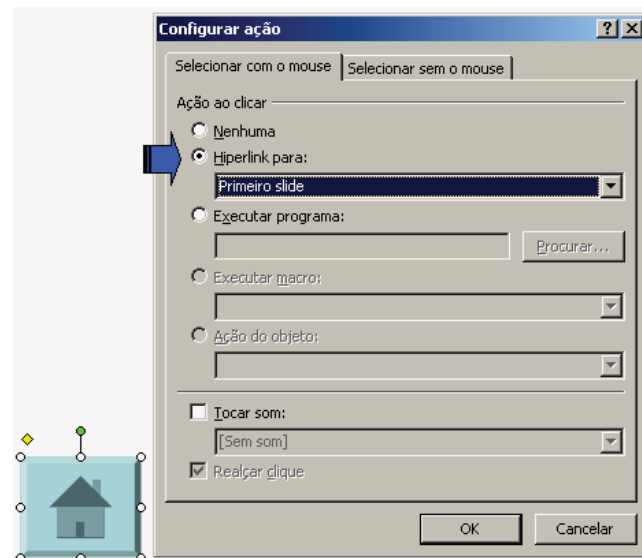 Configurar ação
Selecionar com o mouse
Selecionar sem o mouse
Ação ao clicar
Nenhuma
Hiperlink para:
Primeiro slide
Executar programa:
Procurar...
Executar macro:
Ação do objeto:
Tocar som:
[Sem som]
Realçar clique
OK
Cancelar